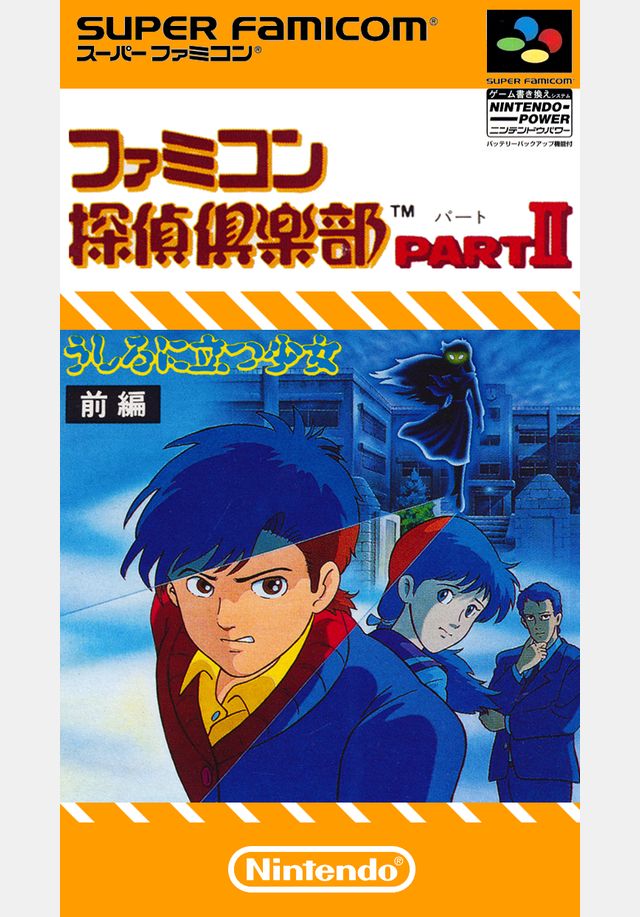 SUPER FAMICOM®
スーパーファミコン®
SUPER FAMICOM
ゲーム書き換えシステム
NINTENDO
POWER
ニンテンドウパワー
バッテリーバックアップ機能付
ファミコン
探偵倶楽部™ パート
PART II
うしろに立つ少女
前編
Nintendo®